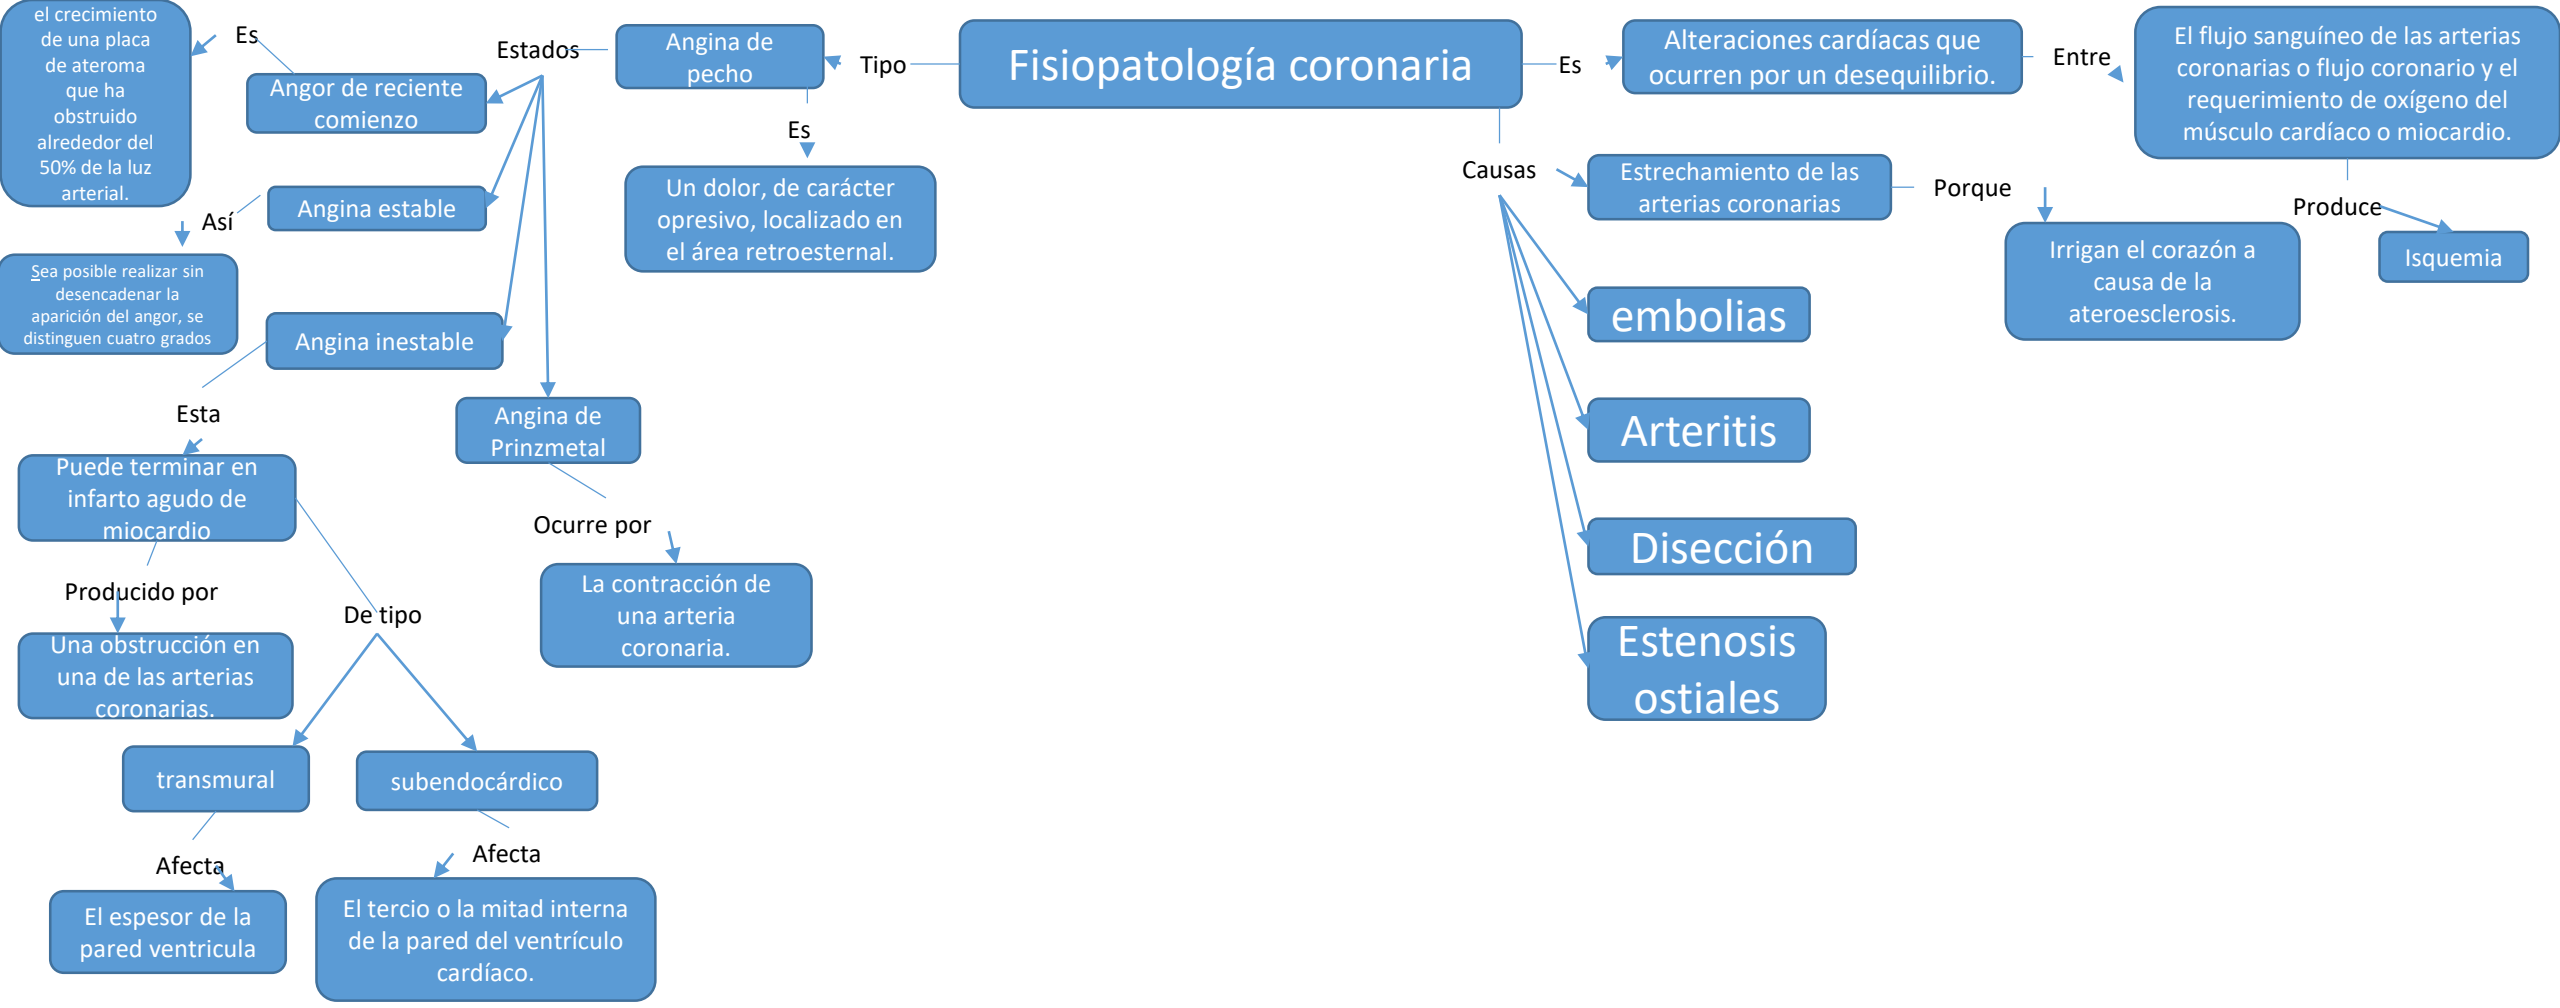 Fisiopatología coronaria
Es
Alteraciones cardíacas que
ocurren por un desequilibrio.
Entre
El flujo sanguíneo de las arterias
coronarias o flujo coronario y el
requerimiento de oxígeno del
músculo cardíaco o miocardio.
Produce
Isquemia
Causas
Estrechamiento de las
arterias coronarias
Porque
Irrigan el corazón a
causa de la
ateroesclerosis.
embolias
Arteritis
Disección
Estenosis
ostiales
Tipo
Angina de
pecho
Es
Un dolor, de carácter
opresivo, localizado en
el área retroesternal.
Estados
Angor de reciente
comienzo
Es
el crecimiento
de una placa
de ateroma
que ha
obstruido
alrededor del
50% de la luz
arterial.
Angina estable
Así
Sea posible realizar sin
desencadenar la
aparición del angor, se
distinguen cuatro grados
Angina inestable
Esta
Puede terminar en
infarto agudo de
miocardio
Producido por
Una obstrucción en
una de las arterias
coronarias.
De tipo
transmural
Afecta
El espesor de la
pared ventricula
subendocárdico
Afecta
El tercio o la mitad interna
de la pared del ventrículo
cardíaco.
Angina de
Prinzmetal
Ocurre por
La contracción de
una arteria
coronaria.